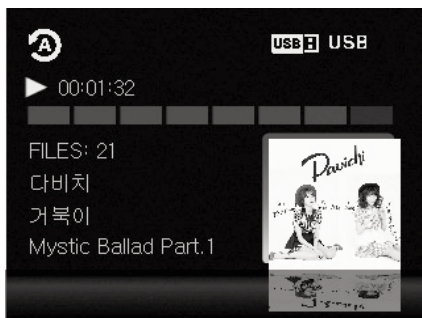 A
USB USB
00:01:32
FILES: 21
다비치
거북이
Mystic Ballad Part.1
Davichi